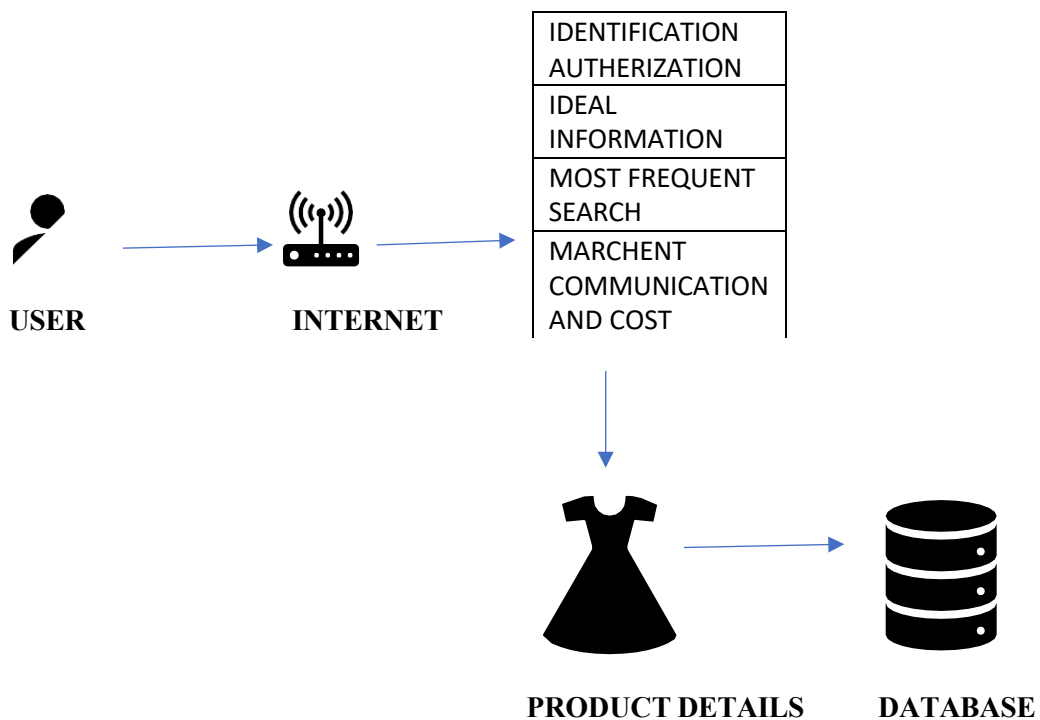 IDENTIFICATION
AUTHERIZATION
IDEAL
INFORMATION
MOST FREQUENT
SEARCH
MARCHENT
COMMUNICATION
AND COST
USER
INTERNET
PRODUCT DETAILS
DATABASE